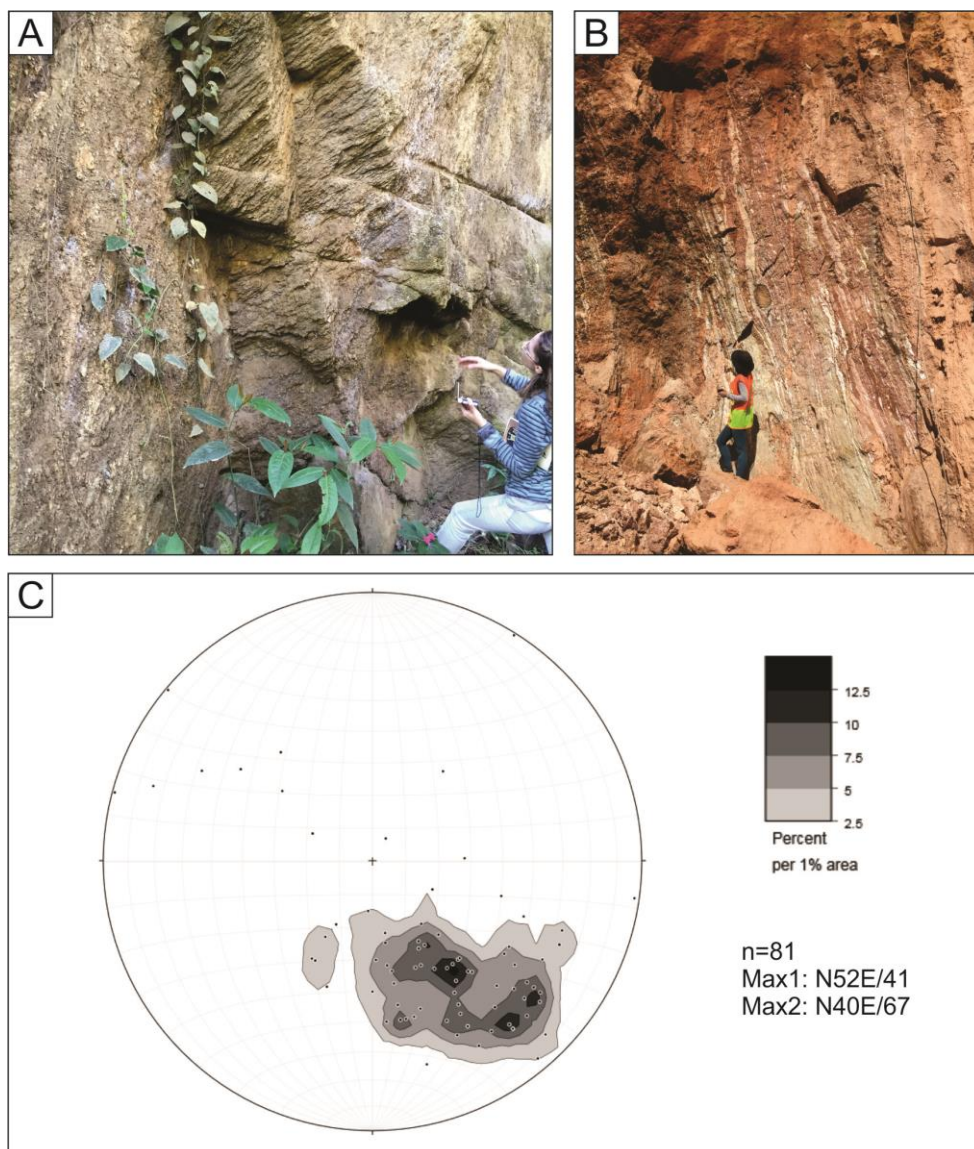 A
B
C
12.5
10
7.5
5
2.5
Percent
per 1% area
n=81
Max1: N52E/41
Max2: N40E/67